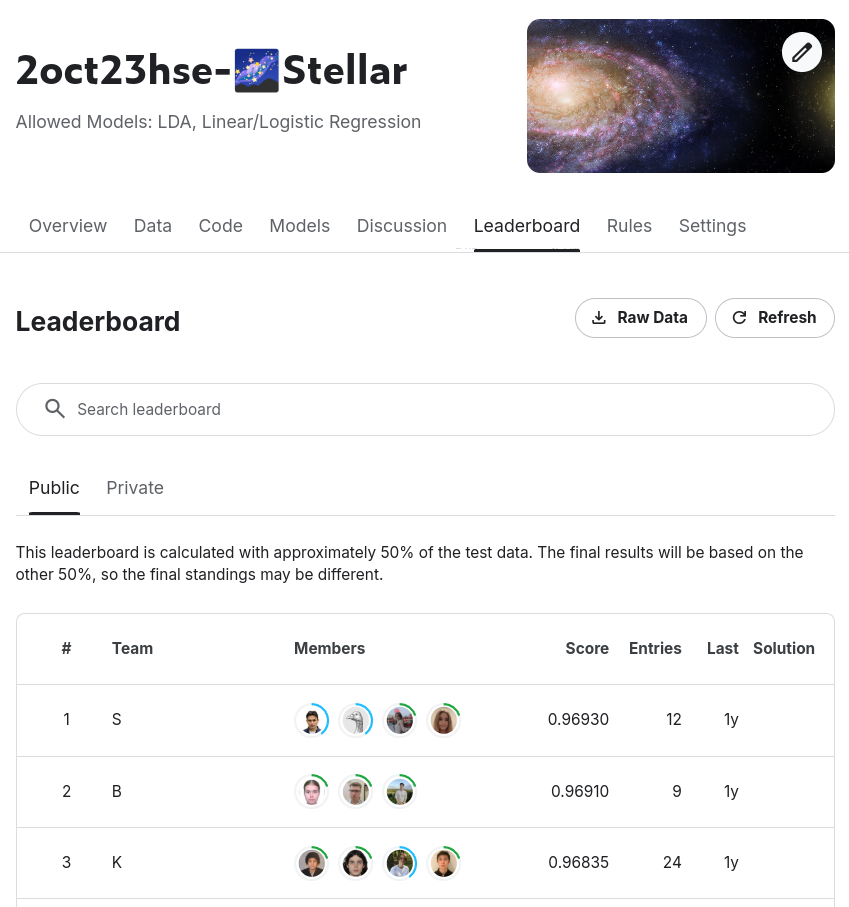 2oct23hse-🌌Stellar
Allowed Models: LDA, Linear/Logistic Regression
Overview Data Code Models Discussion Leaderboard Rules Settings
Leaderboard
Raw Data Refresh
Search leaderboard
Public Private
This leaderboard is calculated with approximately 50% of the test data. The final results will be based on the
other 50%, so the final standings may be different.
# Team Members Score Entries Last Solution
1 S 0.96930 12 1y
2 B 0.96910 9 1y
3 K 0.96835 24 1y